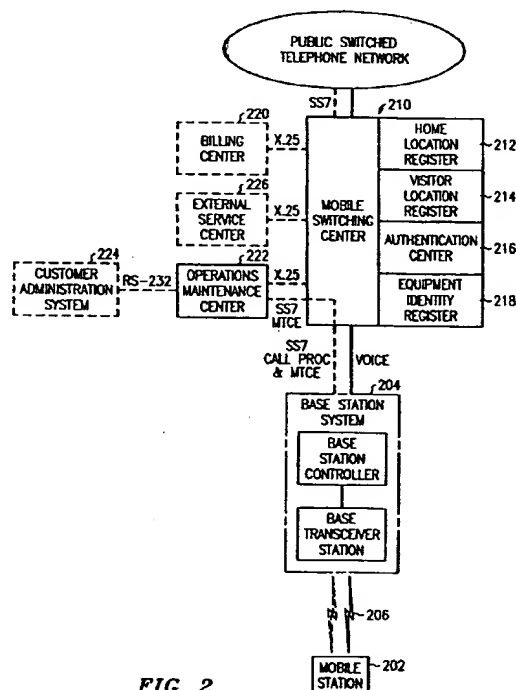 PUBLIC SWITCHED
TELEPHONE NETWORK
SS7
210
220
BILLING
CENTER
X.25
HOME
LOCATION
REGISTER
212
226
EXTERNAL
SERVICE
CENTER
X.25
MOBILE
SWITCHING
CENTER
VISITOR
LOCATION
REGISTER
214
AUTHENTICATION
CENTER
216
224
CUSTOMER
ADMINISTRATION
SYSTEM
RS-232
222
OPERATIONS
MAINTENANCE
CENTER
X.25
SS7
MTCE
EQUIPMENT
IDENTITY
REGISTER
218
SS7
CALL PROC
& MTCE
VOICE
204
BASE STATION
SYSTEM
BASE
STATION
CONTROLLER
BASE
TRANSCEIVER
STATION
206
MOBILE
STATION
202
FIG. 2